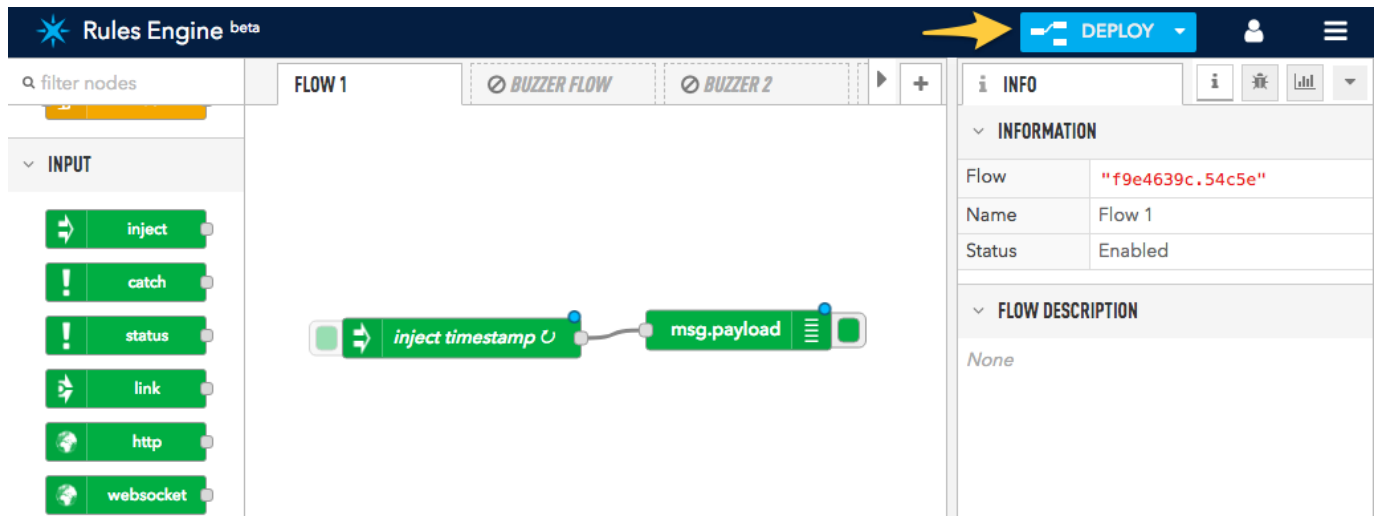 Rules Engine beta
DEPLOY
filter nodes
FLOW 1
BUZZER FLOW
BUZZER 2
+
i INFO
i
INFORMATION
INPUT
Flow "f9e4639c.54c5e"
Name Flow 1
Status Enabled
inject
catch
status
link
http
websocket
inject timestamp ↻
msg.payload
FLOW DESCRIPTION
None